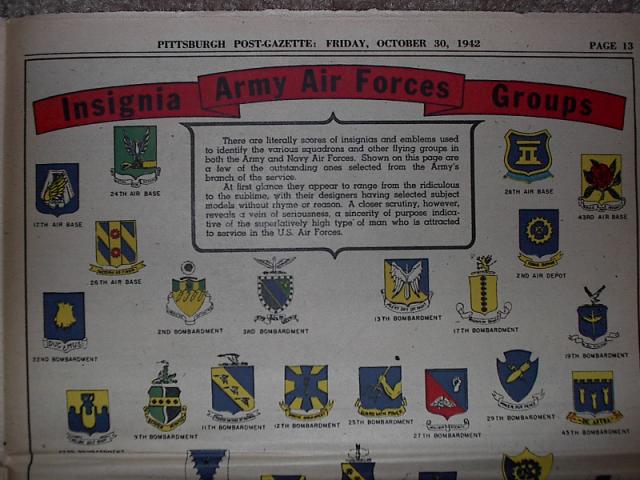 PITTSBURGH POST-GAZETTE: FRIDAY, OCTOBER 30, 1942 PAGE 13
Insignia Army Air Forces Groups
There are literally scores of insignias and emblems used
to identify the various squadrons and other flying groups in
both the Army and Navy Air Forces. Shown on this page are
a few of the outstanding ones selected from the Army's
branch of the service.
At first glance they appear to range from the ridiculous
to the sublime, with their designers having selected subject
models without rhyme or reason. A closer scrutiny, however,
reveals a vein of seriousness, a sincerity of purpose indica-
tive of the superlatively high type of man who is attracted
to service in the U.S. Air Forces.
24TH AIR BASE
28TH AIR BASE
17TH AIR BASE
43RD AIR BASE
26TH AIR BASE
2ND AIR DEPOT
2ND BOMBARDMENT
3RD BOMBARDMENT
13TH BOMBARDMENT
17TH BOMBARDMENT
22ND BOMBARDMENT
19TH BOMBARDMENT
9TH BOMBARDMENT
11TH BOMBARDMENT
12TH BOMBARDMENT
25TH BOMBARDMENT
27TH BOMBARDMENT
29TH BOMBARDMENT
45TH BOMBARDMENT